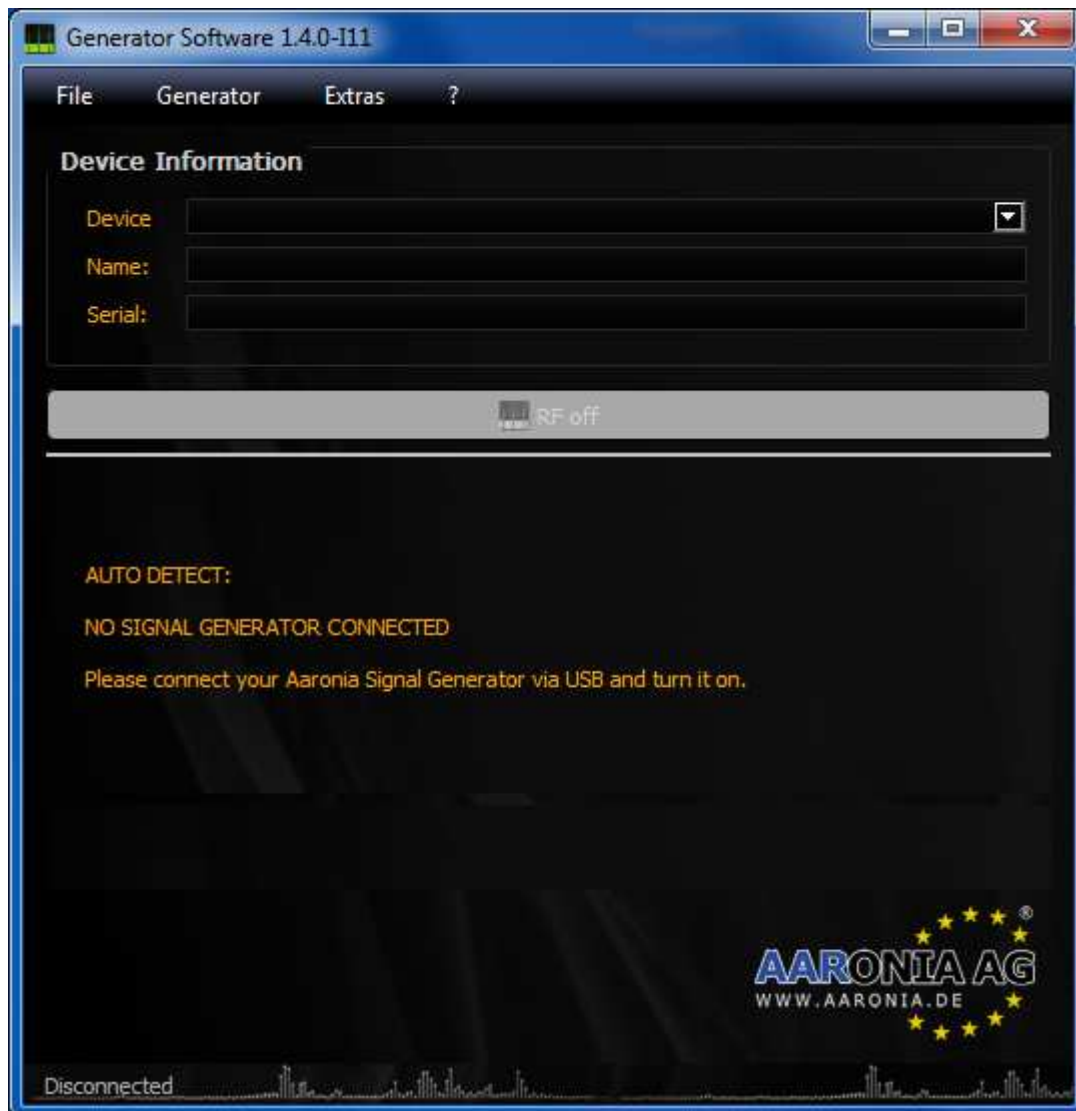 Generator Software 1.4.0-I11
File Generator Extras ?
Device Information
Device
Name:
Serial:
RF off
AUTO DETECT:
NO SIGNAL GENERATOR CONNECTED
Please connect your Aaronia Signal Generator via USB and turn it on.
®
AARONIA AG
WWW.AARONIA.DE
Disconnected